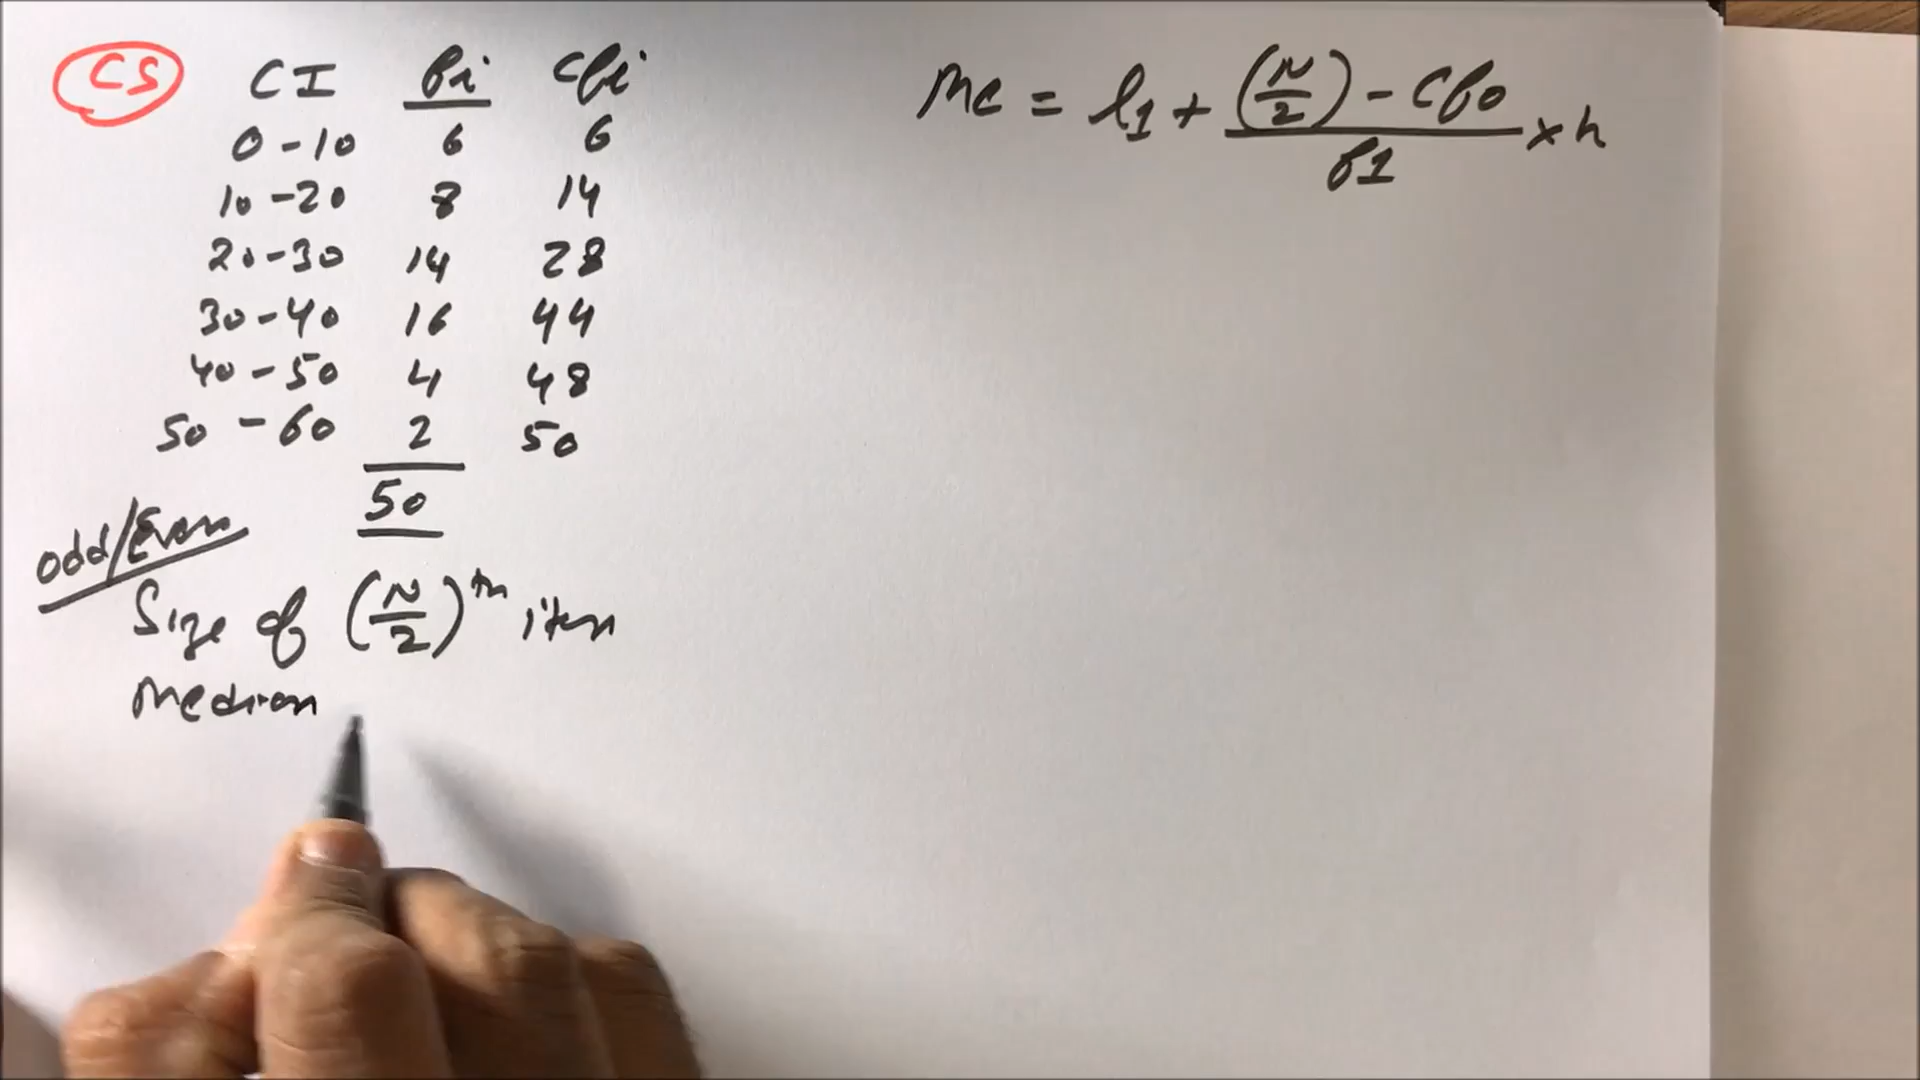 CS
CI fi cfi
0-10 6 6
10-20 8 14
20-30 14 28
30-40 16 44
40-50 4 48
50-60 2 50
50
odd/Even
Size of (N/2)th item
Median
Me = l1 + (N/2) - cf0 / f1 × h